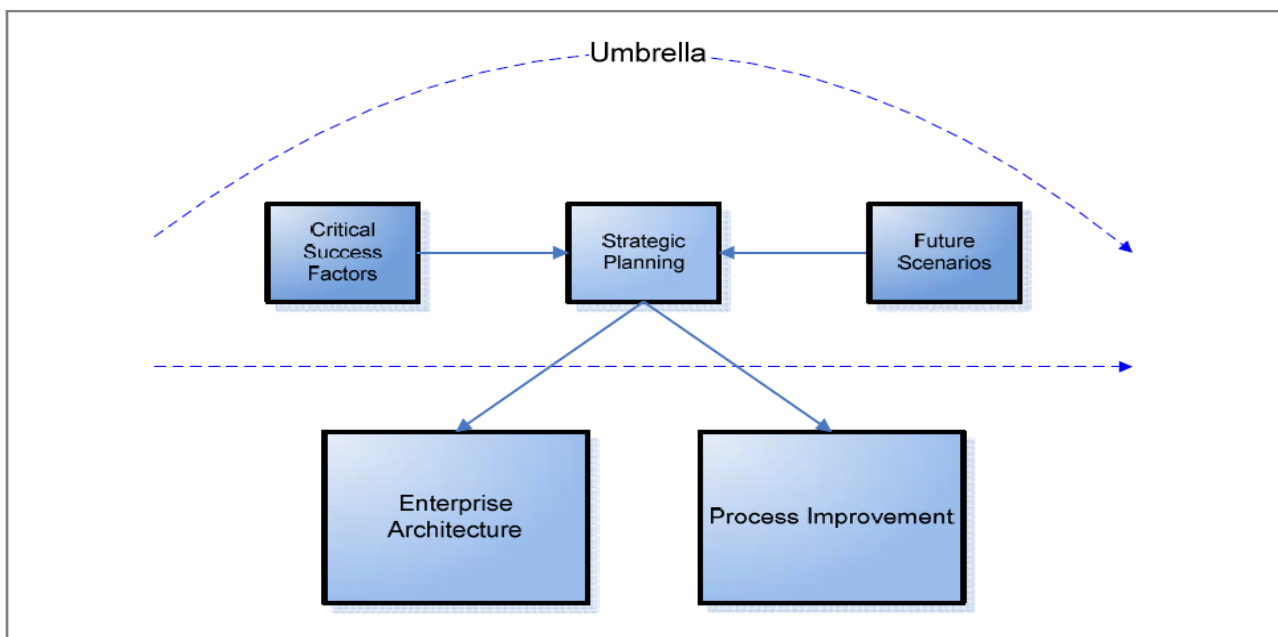 Umbrella
Critical
Success
Factors
Strategic
Planning
Future
Scenarios
Enterprise
Architecture
Process Improvement